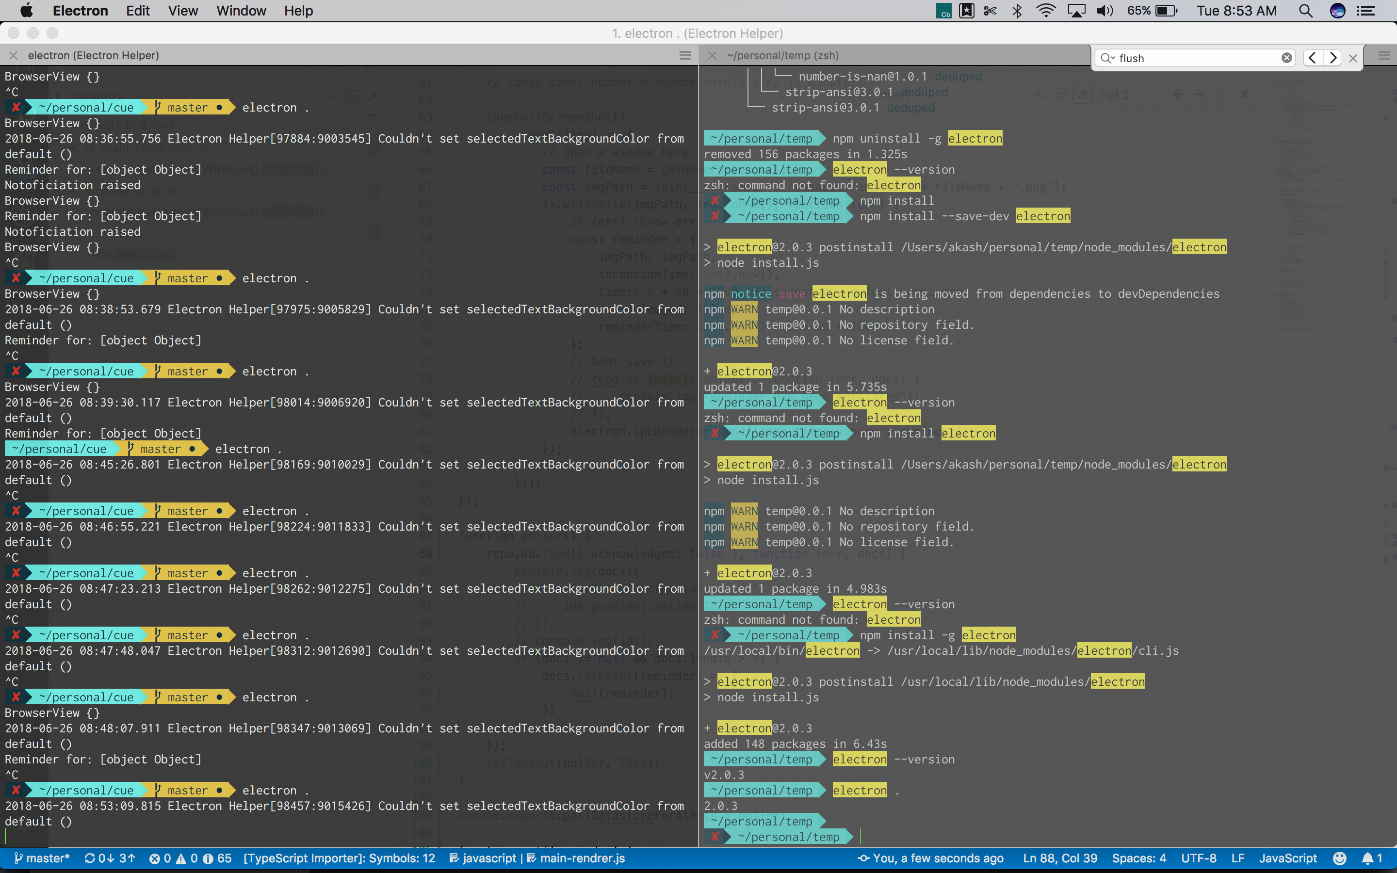 Electron Edit View Window Help
65% Tue 8:53 AM
1. electron . (Electron Helper)
electron (Electron Helper)
BrowserView {}
^C
✘ ~/personal/cue master ● electron .
BrowserView {}
2018-06-26 08:36:55.756 Electron Helper[97884:9003545] Couldn't set selectedTextBackgroundColor from
default ()
Reminder for: [object Object]
Notoficiation raised
BrowserView {}
Reminder for: [object Object]
Notoficiation raised
BrowserView {}
^C
✘ ~/personal/cue master ● electron .
BrowserView {}
2018-06-26 08:38:53.679 Electron Helper[97975:9005829] Couldn't set selectedTextBackgroundColor from
default ()
Reminder for: [object Object]
^C
✘ ~/personal/cue master ● electron .
BrowserView {}
2018-06-26 08:39:30.117 Electron Helper[98014:9006920] Couldn't set selectedTextBackgroundColor from
default ()
Reminder for: [object Object]
~/personal/cue master ● electron .
2018-06-26 08:45:26.801 Electron Helper[98169:9010029] Couldn't set selectedTextBackgroundColor from
default ()
^C
✘ ~/personal/cue master ● electron .
2018-06-26 08:46:55.221 Electron Helper[98224:9011833] Couldn't set selectedTextBackgroundColor from
default ()
^C
✘ ~/personal/cue master ● electron .
2018-06-26 08:47:23.213 Electron Helper[98262:9012275] Couldn't set selectedTextBackgroundColor from
default ()
^C
✘ ~/personal/cue master ● electron .
2018-06-26 08:47:48.047 Electron Helper[98312:9012690] Couldn't set selectedTextBackgroundColor from
default ()
^C
✘ ~/personal/cue master ● electron .
BrowserView {}
2018-06-26 08:48:07.911 Electron Helper[98347:9013069] Couldn't set selectedTextBackgroundColor from
default ()
Reminder for: [object Object]
^C
✘ ~/personal/cue master ● electron .
2018-06-26 08:53:09.815 Electron Helper[98457:9015426] Couldn't set selectedTextBackgroundColor from
default ()
~/personal/temp (zsh)
flush
└── number-is-nan@1.0.1 deduped
└── strip-ansi@3.0.1 deduped
└── strip-ansi@3.0.1 deduped
1 of 2
~/personal/temp npm uninstall -g electron
removed 156 packages in 1.325s
~/personal/temp electron --version
zsh: command not found: electron
✘ ~/personal/temp npm install
✘ ~/personal/temp npm install --save-dev electron
> electron@2.0.3 postinstall /Users/akash/personal/temp/node_modules/electron
> node install.js
npm notice save electron is being moved from dependencies to devDependencies
npm WARN temp@0.0.1 No description
npm WARN temp@0.0.1 No repository field.
npm WARN temp@0.0.1 No license field.
+ electron@2.0.3
updated 1 package in 5.735s
~/personal/temp electron --version
zsh: command not found: electron
✘ ~/personal/temp npm install electron
> electron@2.0.3 postinstall /Users/akash/personal/temp/node_modules/electron
> node install.js
npm WARN temp@0.0.1 No description
npm WARN temp@0.0.1 No repository field.
npm WARN temp@0.0.1 No license field.
+ electron@2.0.3
updated 1 package in 4.983s
~/personal/temp electron --version
zsh: command not found: electron
✘ ~/personal/temp npm install -g electron
/usr/local/bin/electron -> /usr/local/lib/node_modules/electron/cli.js
> electron@2.0.3 postinstall /usr/local/lib/node_modules/electron
> node install.js
+ electron@2.0.3
added 148 packages in 6.43s
~/personal/temp electron --version
v2.0.3
~/personal/temp electron .
2.0.3
~/personal/temp
✘ ~/personal/temp
master* 0↓ 3↑ 0 0 65 [TypeScript Importer]: Symbols: 12 javascript | main-rendrer.js You, a few seconds ago Ln 88, Col 39 Spaces: 4 UTF-8 LF JavaScript 1